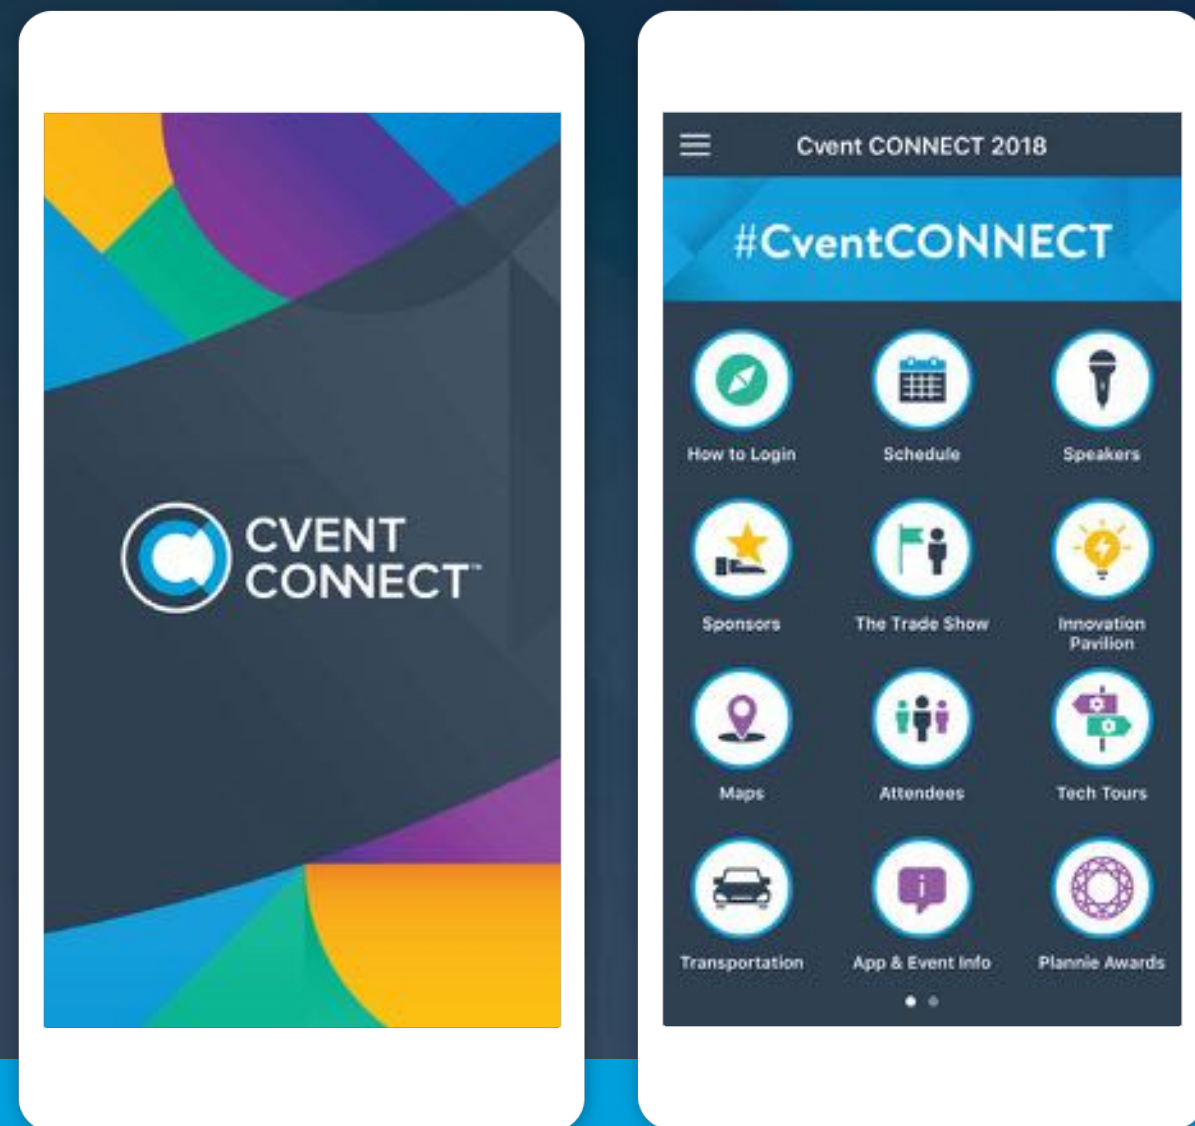 CVENT
CONNECT™
Cvent CONNECT 2018
#CventCONNECT
How to Login
Schedule
Speakers
Sponsors
The Trade Show
Innovation
Pavilion
Maps
Attendees
Tech Tours
Transportation
App & Event Info
Plannie Awards